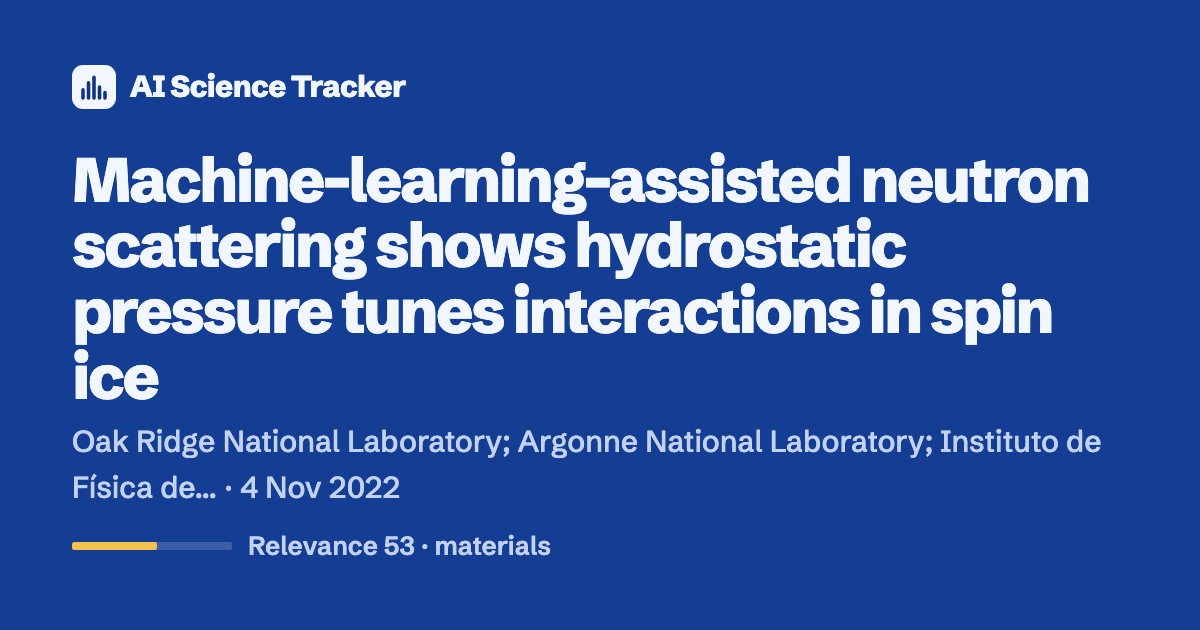 AI Science Tracker
Machine-learning-assisted neutron
scattering shows hydrostatic
pressure tunes interactions in spin
ice
Oak Ridge National Laboratory; Argonne National Laboratory; Instituto de
Física de... · 4 Nov 2022
Relevance 53 · materials